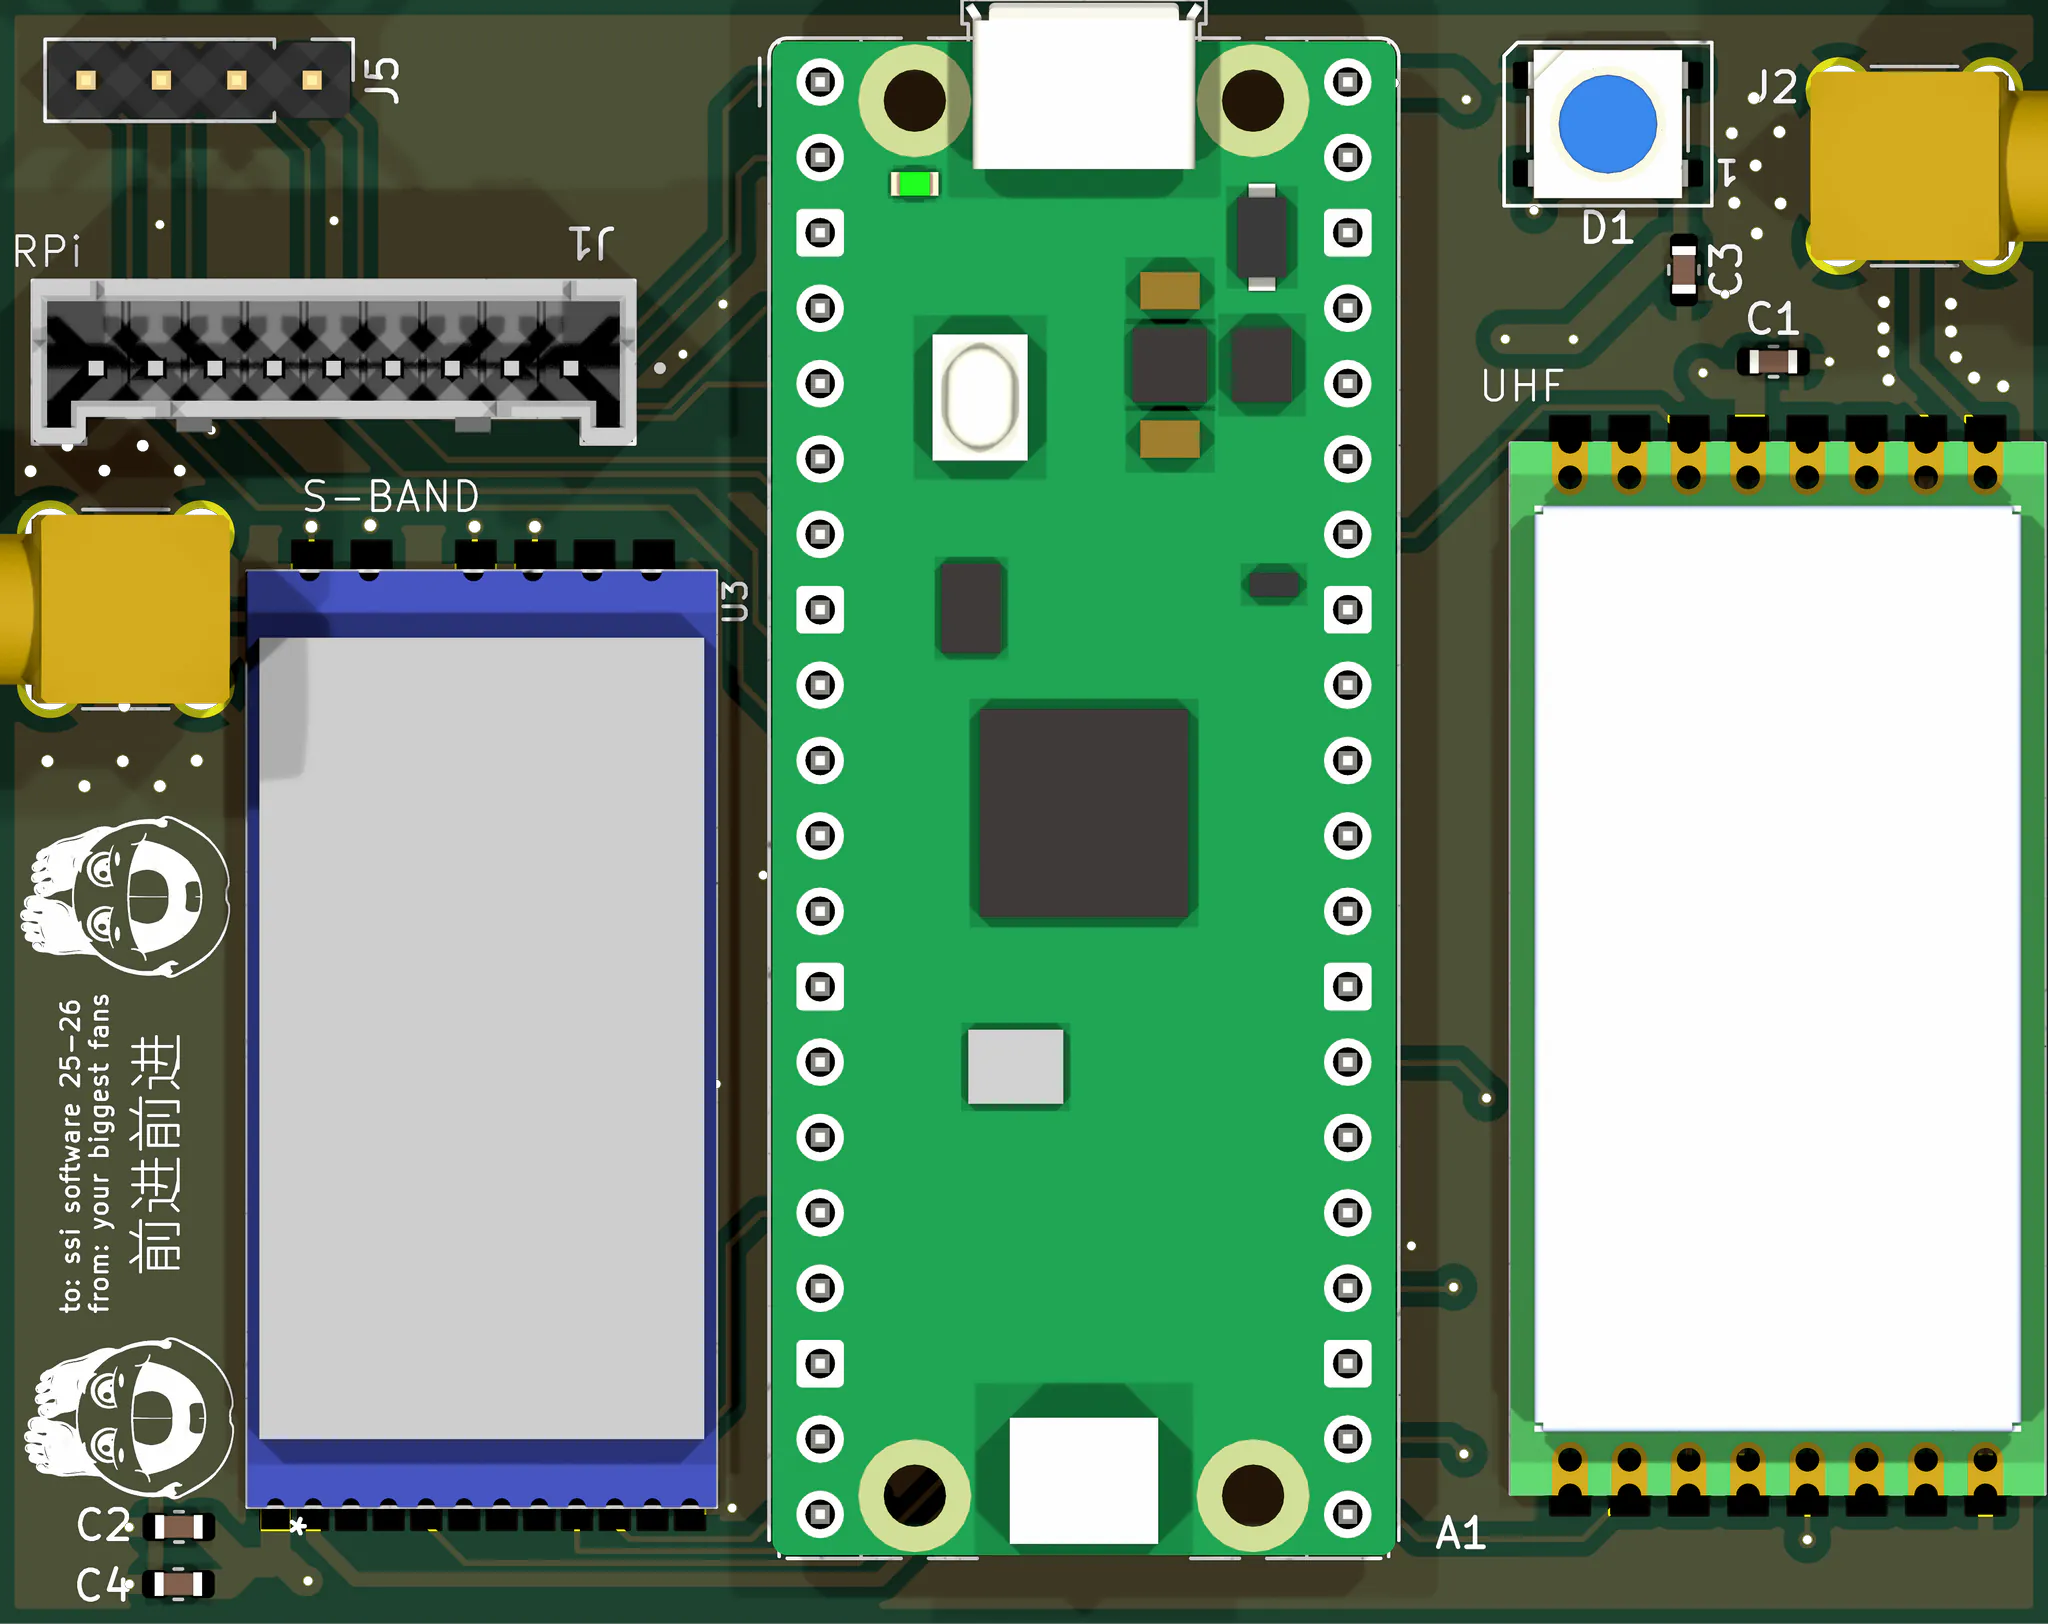 J5
J2
1
D1
RPi
J1
C3
C1
UHF
S-BAND
U3
to: ssi software 25-26
from: your biggest fans
前进前进
C2
*
C4
A1